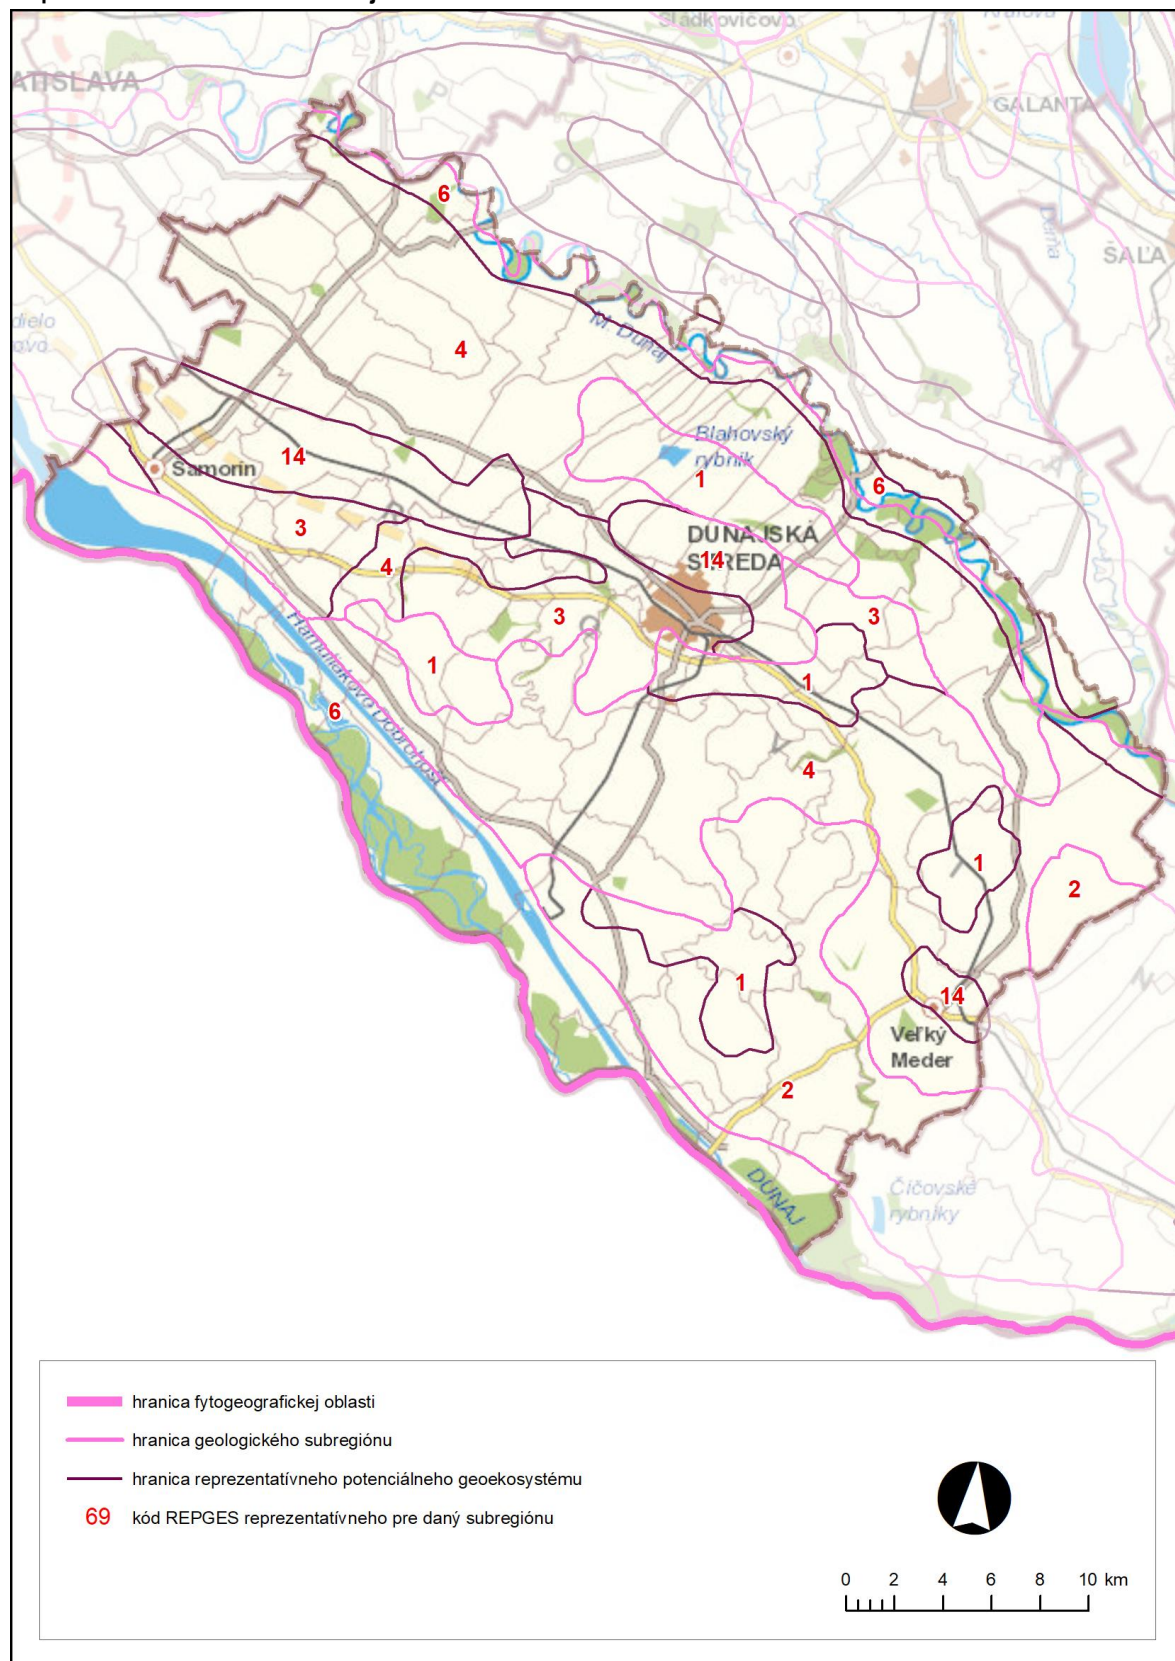 Sládkovičovo
Kráľová
ATISLAVA
GALANTA
P
O
6
Dudváh
ŠAĽA
D
U
dielo
ovo
4
M. Dunaj
N
A
Blahovský
rybník
14
Šamorín
1
6
R
3
DUNAJSKÁ
STREDA
14
4
3
3
O
1
1
Hamuliakovo Dobrohošť
6
V
4
1
2
1
14
Veľký
Meder
2
DUNAJ
Číčovské
rybníky
hranica fytogeografickej oblasti
hranica geologického subregiónu
hranica reprezentatívneho potenciálneho geoekosystému
69 kód REPGES reprezentatívneho pre daný subregiónu
0 2 4 6 8 10 km